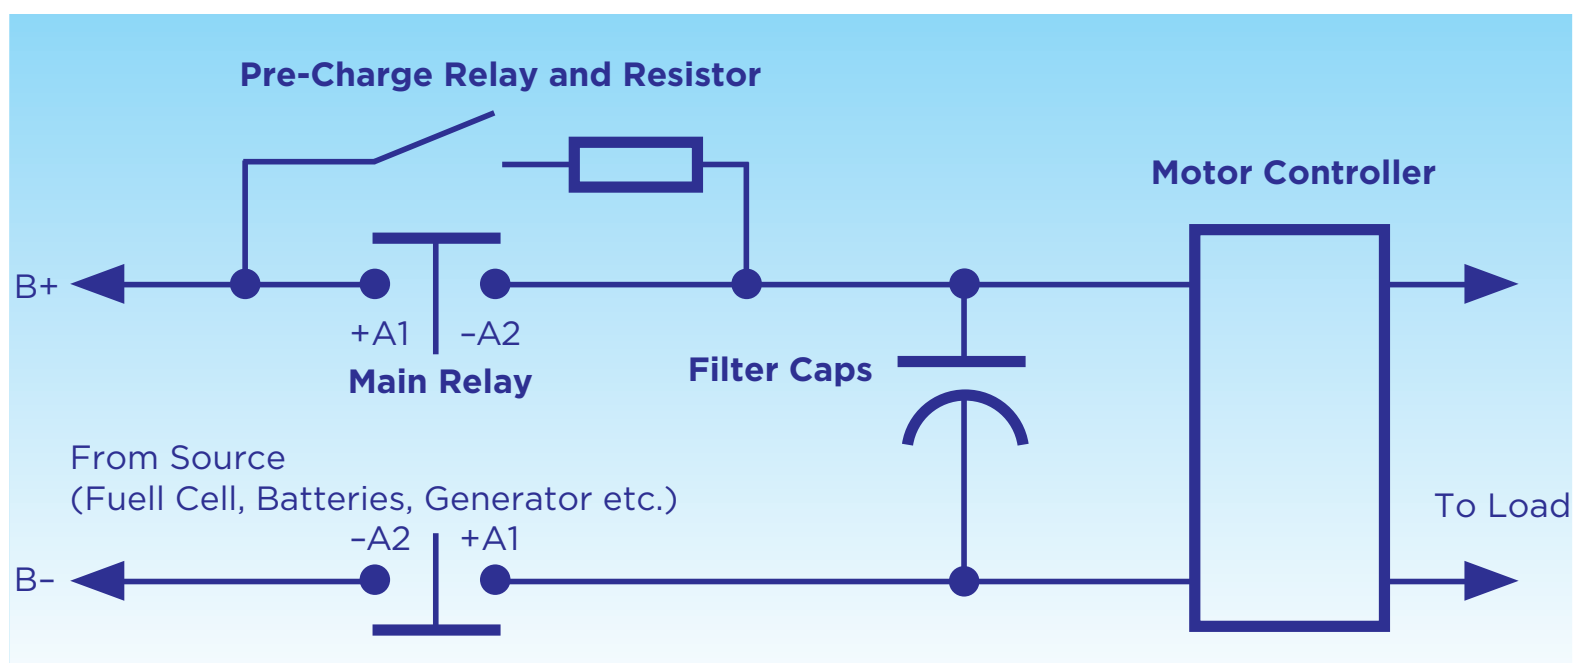 Pre-Charge Relay and Resistor
Motor Controller
B+
+A1
–A2
Main Relay
Filter Caps
From Source
(Fuell Cell, Batteries, Generator etc.)
–A2
+A1
To Load
B–